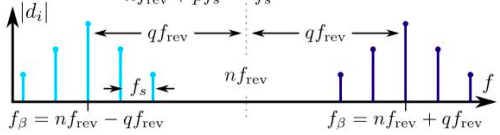 |d_i|
qf_rev
qf_rev
f_s
nf_rev
f
f_β = nf_rev − qf_rev
f_β = nf_rev + qf_rev